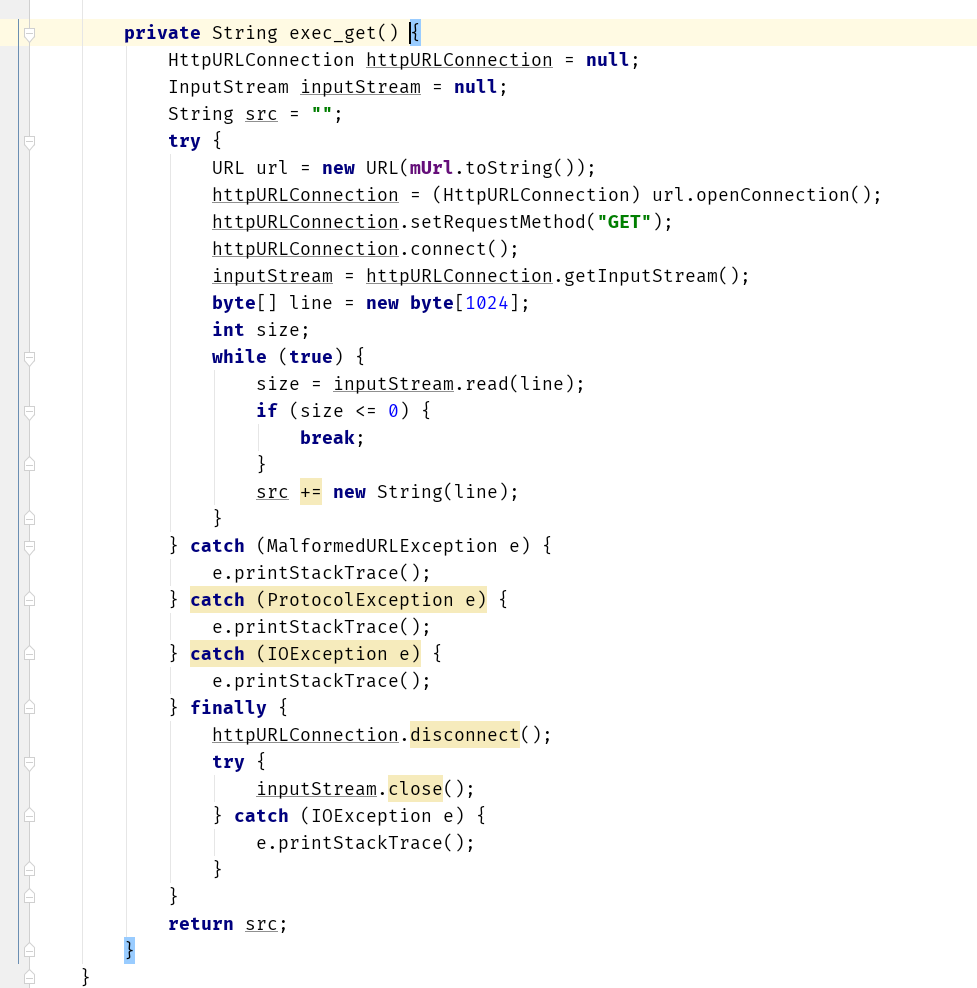 private String exec_get() {
HttpURLConnection httpURLConnection = null;
InputStream inputStream = null;
String src = "";
try {
URL url = new URL(mUrl.toString());
httpURLConnection = (HttpURLConnection) url.openConnection();
httpURLConnection.setRequestMethod("GET");
httpURLConnection.connect();
inputStream = httpURLConnection.getInputStream();
byte[] line = new byte[1024];
int size;
while (true) {
size = inputStream.read(line);
if (size <= 0) {
break;
}
src += new String(line);
}
} catch (MalformedURLException e) {
e.printStackTrace();
} catch (ProtocolException e) {
e.printStackTrace();
} catch (IOException e) {
e.printStackTrace();
} finally {
httpURLConnection.disconnect();
try {
inputStream.close();
} catch (IOException e) {
e.printStackTrace();
}
}
return src;
}
}